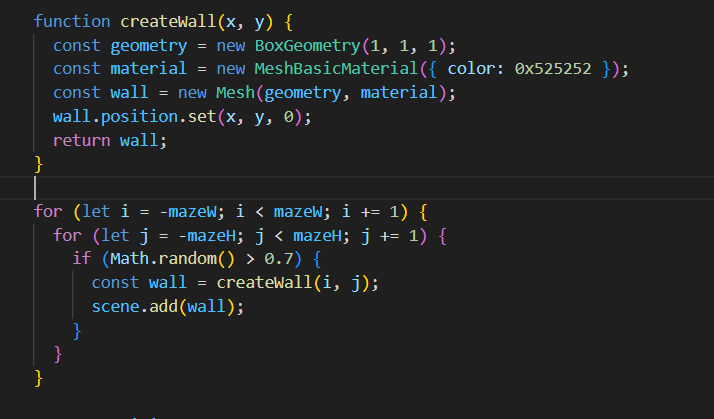 function createWall(x, y) {
  const geometry = new BoxGeometry(1, 1, 1);
  const material = new MeshBasicMaterial({ color: 0x525252 });
  const wall = new Mesh(geometry, material);
  wall.position.set(x, y, 0);
  return wall;
}

for (let i = -mazeW; i < mazeW; i += 1) {
  for (let j = -mazeH; j < mazeH; j += 1) {
    if (Math.random() > 0.7) {
      const wall = createWall(i, j);
      scene.add(wall);
    }
  }
}